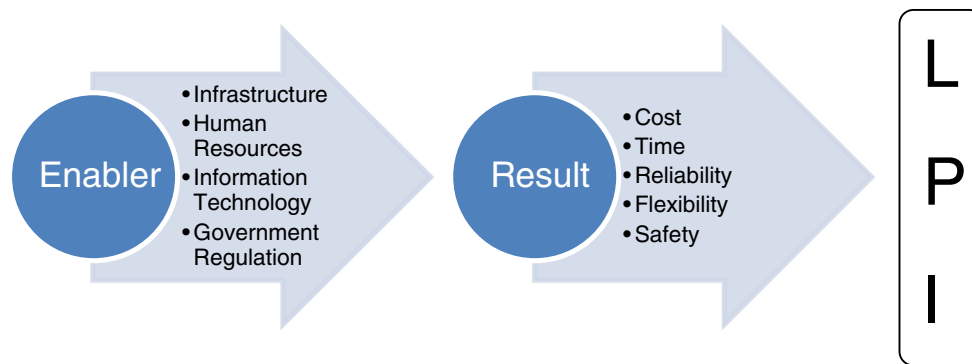 Enabler
•Infrastructure
•Human
Resources
•Information
Technology
•Government
Regulation
Result
•Cost
•Time
•Reliability
•Flexibility
•Safety
L
P
I